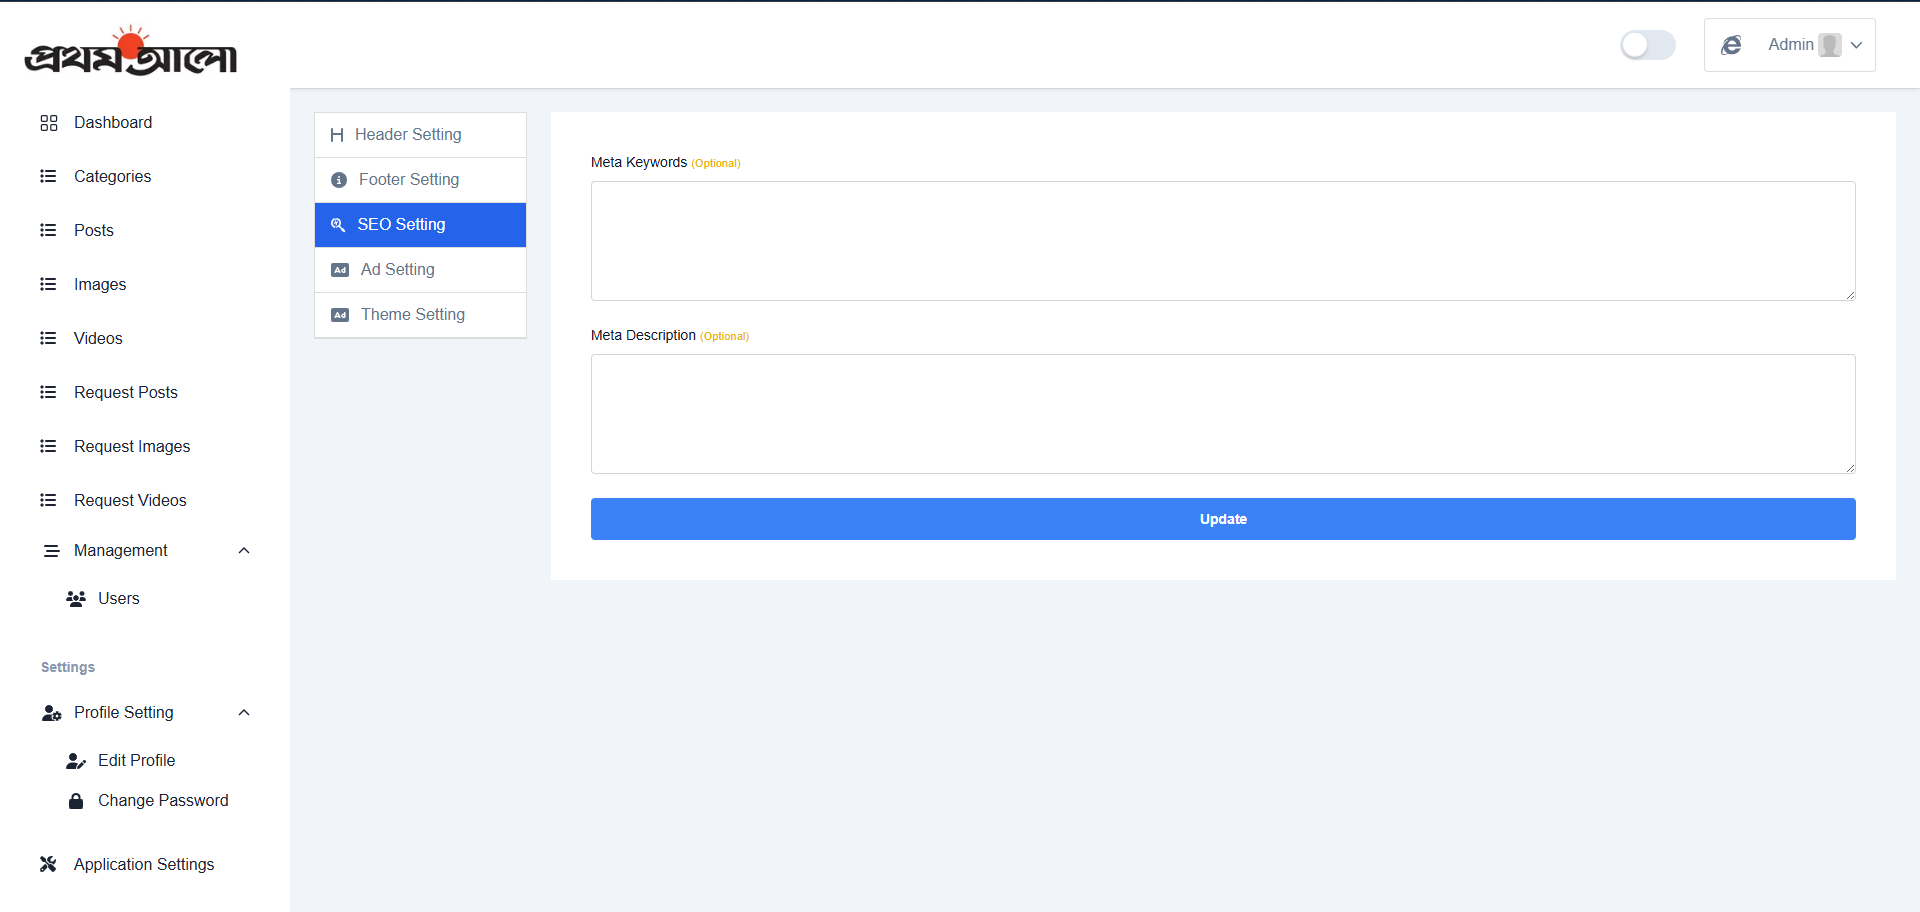 প্রথম আলো
Admin
Dashboard
Categories
Posts
Images
Videos
Request Posts
Request Images
Request Videos
Management
Users
Settings
Profile Setting
Edit Profile
Change Password
Application Settings
Header Setting
Footer Setting
SEO Setting
Ad Ad Setting
Ad Theme Setting
Meta Keywords (Optional)
Meta Description (Optional)
Update